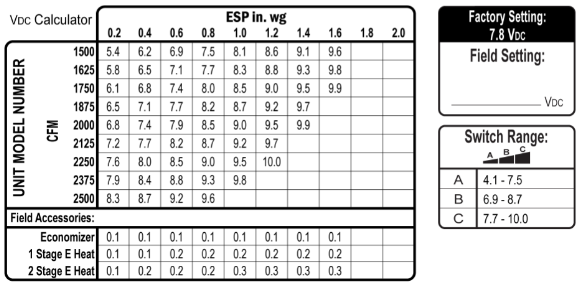 VDC Calculator
ESP in. wg
0.2 0.4 0.6 0.8 1.0 1.2 1.4 1.6 1.8 2.0
UNIT MODEL NUMBER
CFM
1500 5.4 6.2 6.9 7.5 8.1 8.6 9.1 9.6
1625 5.8 6.5 7.1 7.7 8.3 8.8 9.3 9.8
1750 6.1 6.8 7.4 8.0 8.5 9.0 9.5 9.9
1875 6.5 7.1 7.7 8.2 8.7 9.2 9.7
2000 6.8 7.4 7.9 8.5 9.0 9.5 9.9
2125 7.2 7.7 8.2 8.7 9.2 9.7
2250 7.6 8.0 8.5 9.0 9.5 10.0
2375 7.9 8.4 8.8 9.3 9.8
2500 8.3 8.7 9.2 9.6
Field Accessories:
Economizer 0.1 0.1 0.1 0.1 0.1 0.1 0.1 0.1
1 Stage E Heat 0.1 0.1 0.2 0.2 0.2 0.2 0.2 0.2
2 Stage E Heat 0.1 0.2 0.2 0.2 0.3 0.3 0.3 0.3
Factory Setting:
7.8 VDC
Field Setting:
VDC
Switch Range:
A B C
A 4.1 - 7.5
B 6.9 - 8.7
C 7.7 - 10.0